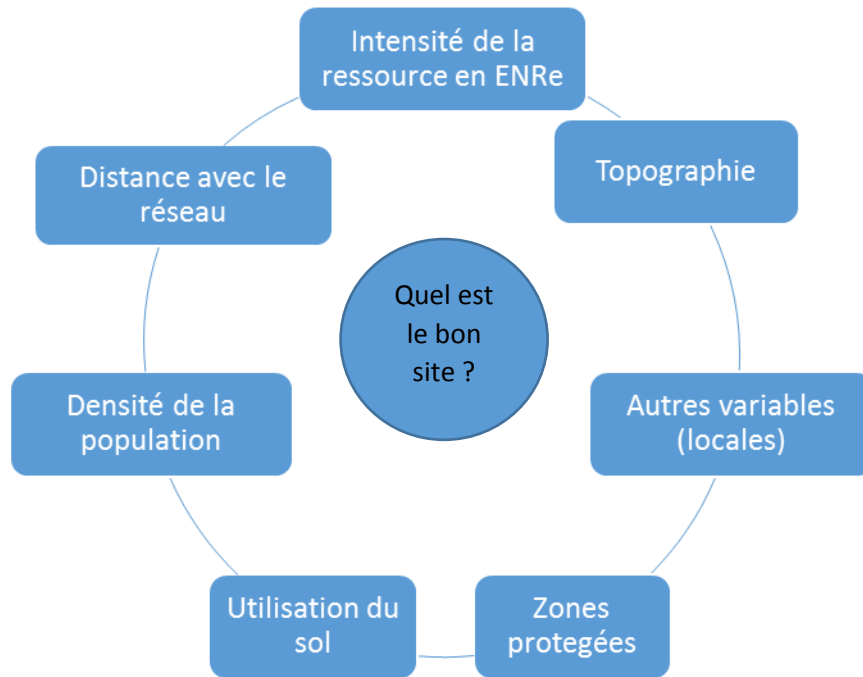 Intensité de la
ressource en ENRe
Topographie
Distance avec le
réseau
Quel est
le bon
site ?
Densité de la
population
Autres variables
(locales)
Utilisation du
sol
Zones
protegées